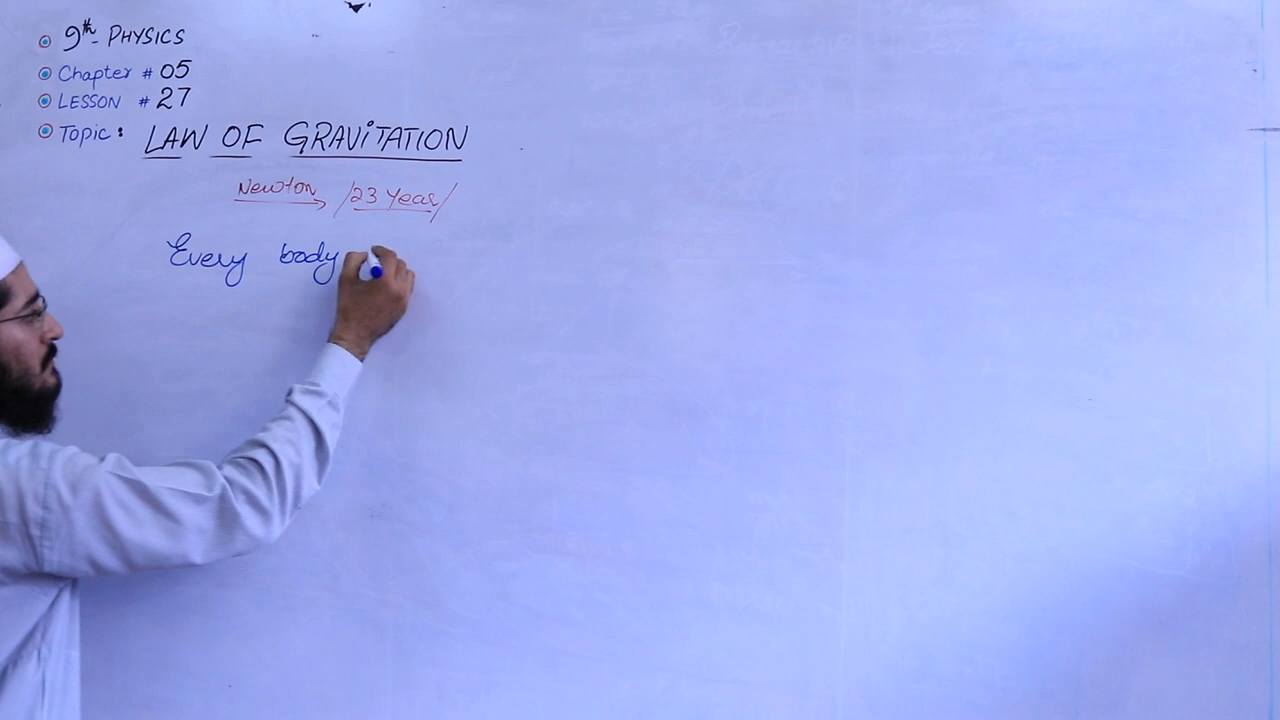 9th PHYSICS
Chapter # 05
LESSON # 27
Topic: LAW OF GRAVITATION
Newton /23 Year/
Every body